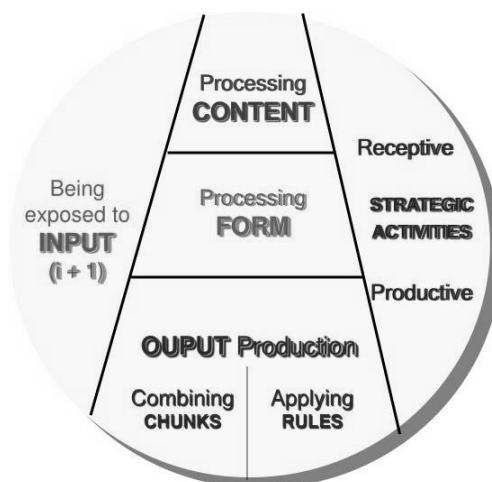 Being
exposed to
INPUT
(i + 1)
Processing
CONTENT
Processing
FORM
OUPUT Production
Combining
CHUNKS
Applying
RULES
Receptive
STRATEGIC
ACTIVITIES
Productive